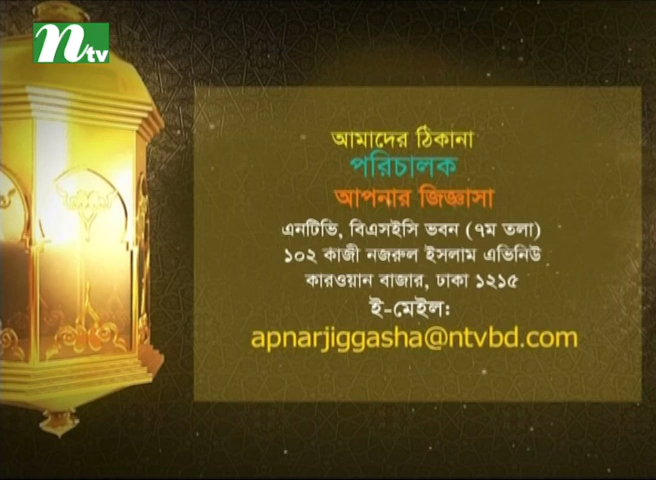 ntv
আমাদের ঠিকানা
পরিচালক
আপনার জিজ্ঞাসা
এনটিভি, বিএসইসি ভবন (৭ম তলা)
১০২ কাজী নজরুল ইসলাম এভিনিউ
কারওয়ান বাজার, ঢাকা ১২১৫
ই-মেইল:
apnarjiggasha@ntvbd.com